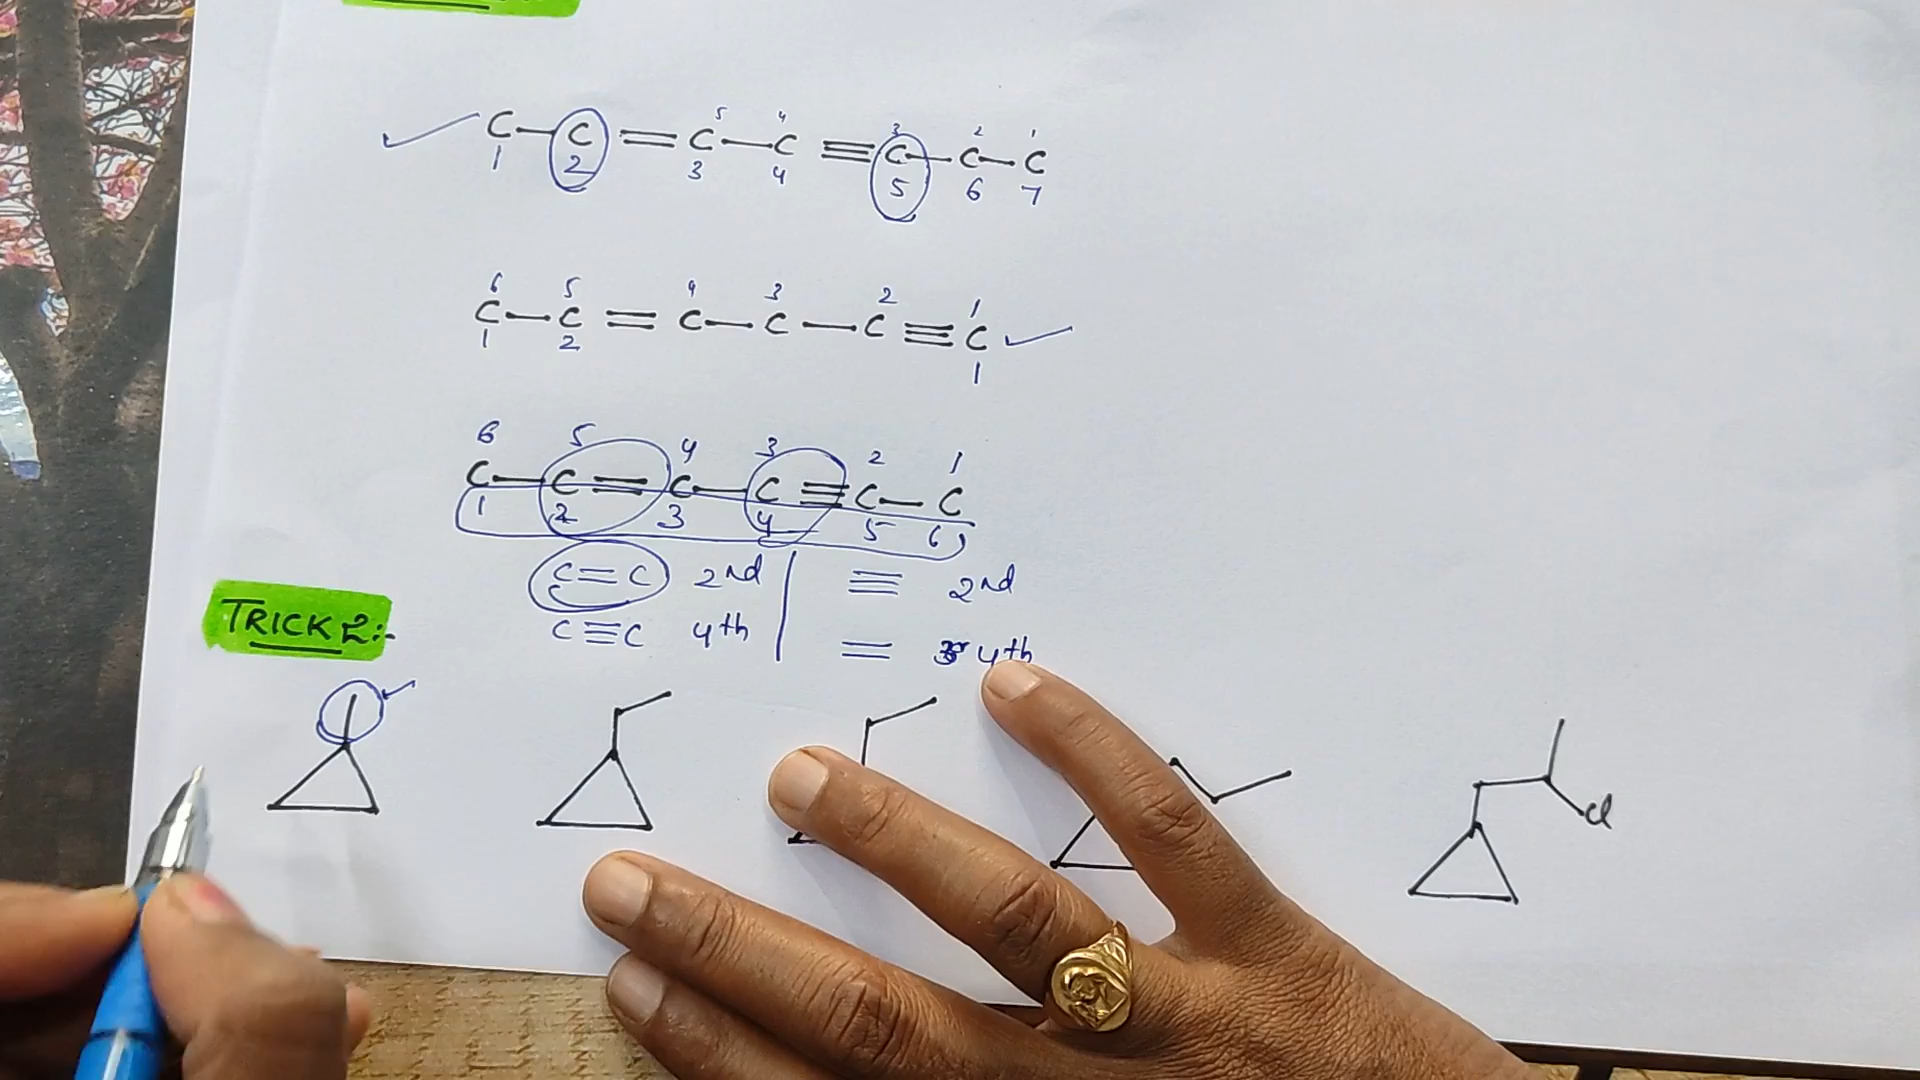 5 4 3 2 1
C—C=C—C≡C—C—C
1 2 3 4 5 6 7
6 5 4 3 2 1
C—C=C—C—C≡C
1 2 1
6 5 4 3 2 1
C—C=C—C≡C—C
1 2 3 4 5 6
C=C 2nd | ≡ 2nd
C≡C 4th | = 4th
TRICK 2:-
Cl